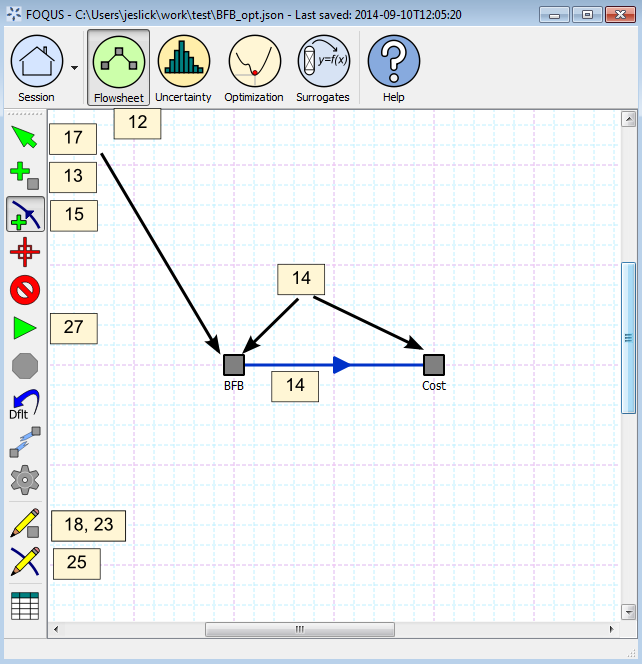 FOQUS - C:\Users\jeslick\work\test\BFB_opt.json - Last saved: 2014-09-10T12:05:20
y=f(x)
Session
Flowsheet
Uncertainty
Optimization
Surrogates
Help
12
17
13
15
14
27
BFB
14
Cost
Dflt
18, 23
25